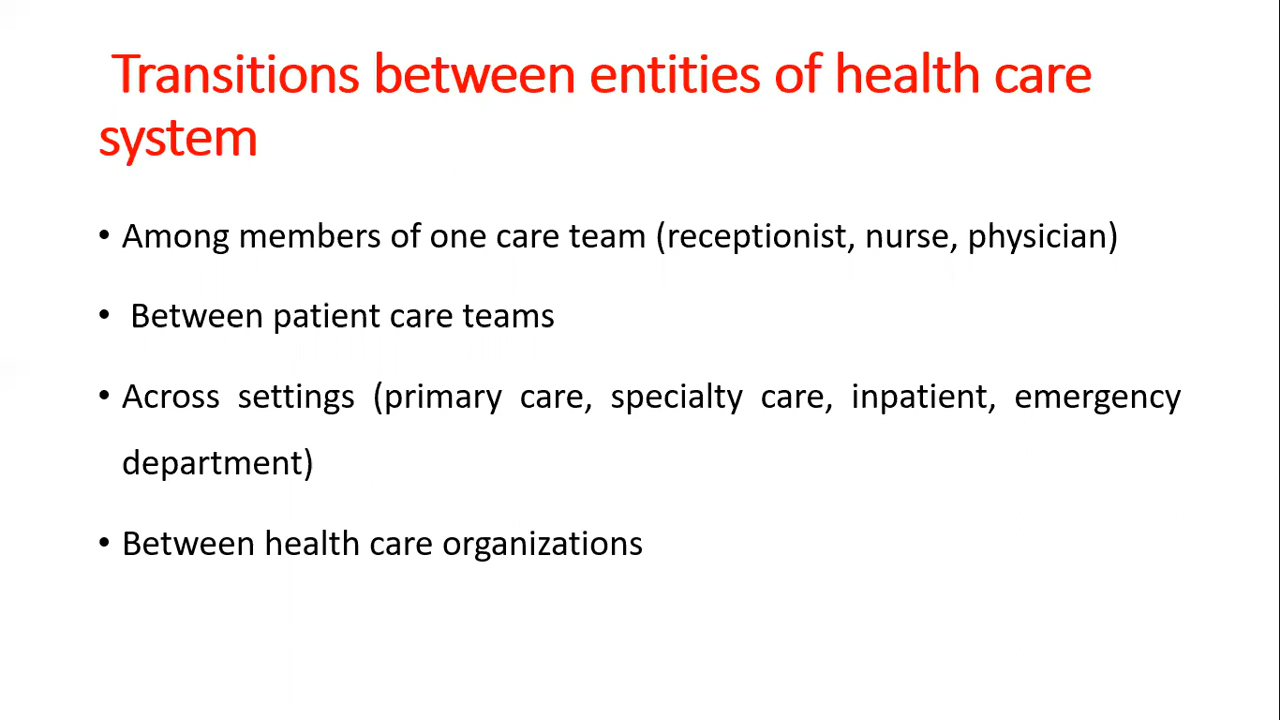 Transitions between entities of health care
system
• Among members of one care team (receptionist, nurse, physician)
• Between patient care teams
• Across settings (primary care, specialty care, inpatient, emergency
department)
• Between health care organizations